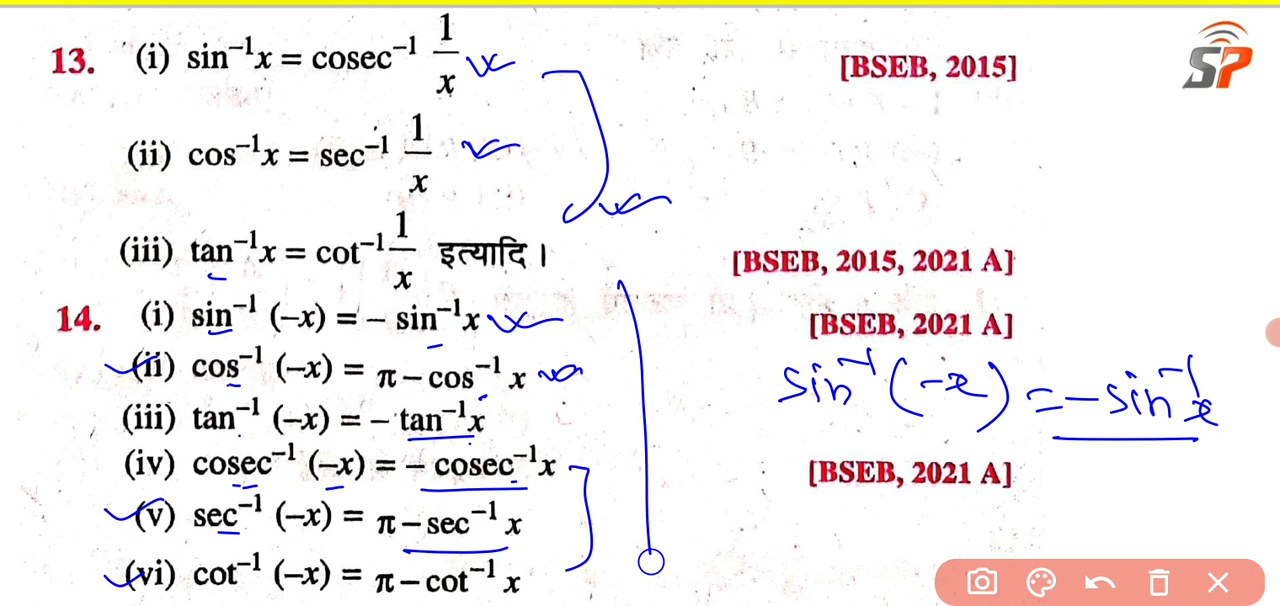 13. (i) sin⁻¹x = cosec⁻¹ 1/x [BSEB, 2015]
SP
(ii) cos⁻¹x = sec⁻¹ 1/x
(iii) tan⁻¹x = cot⁻¹ 1/x इत्यादि । [BSEB, 2015, 2021 A]
14. (i) sin⁻¹ (–x) = – sin⁻¹x [BSEB, 2021 A]
(ii) cos⁻¹ (–x) = π – cos⁻¹ x
sin⁻¹ (–x) = – sin⁻¹ x
(iii) tan⁻¹ (–x) = – tan⁻¹x
(iv) cosec⁻¹ (–x) = – cosec⁻¹x [BSEB, 2021 A]
(v) sec⁻¹ (–x) = π – sec⁻¹ x
(vi) cot⁻¹ (–x) = π – cot⁻¹ x